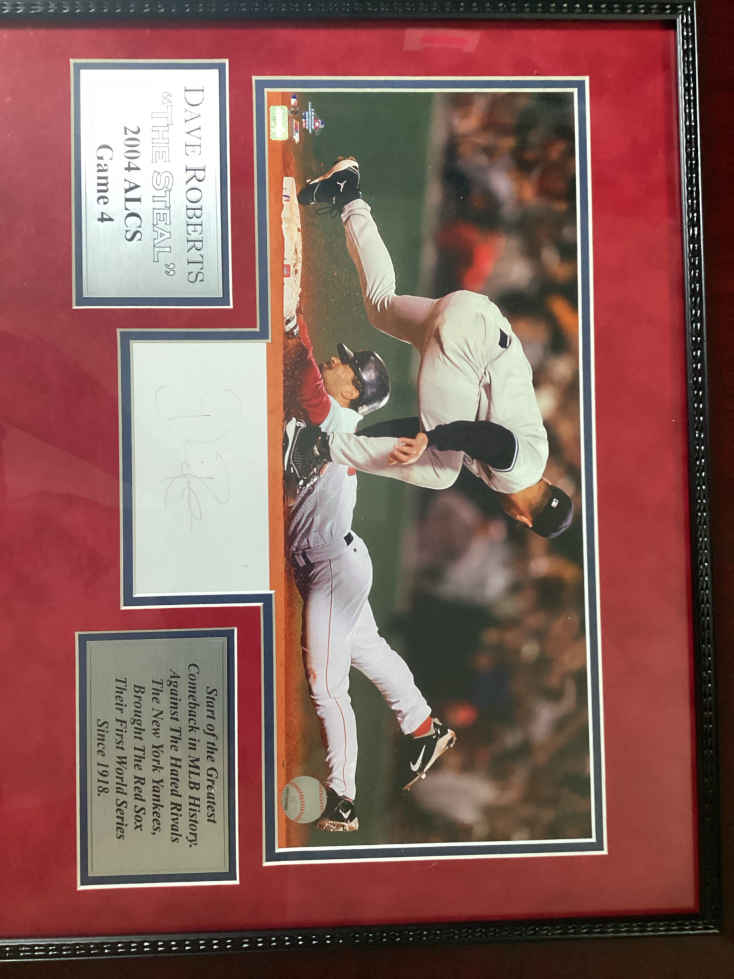 DAVE ROBERTS
“THE STEAL”
2004 ALCS
Game 4
Start of the Greatest
Comeback in MLB History.
Against The Hated Rivals
The New York Yankees,
Brought The Red Sox
Their First World Series
Since 1918.